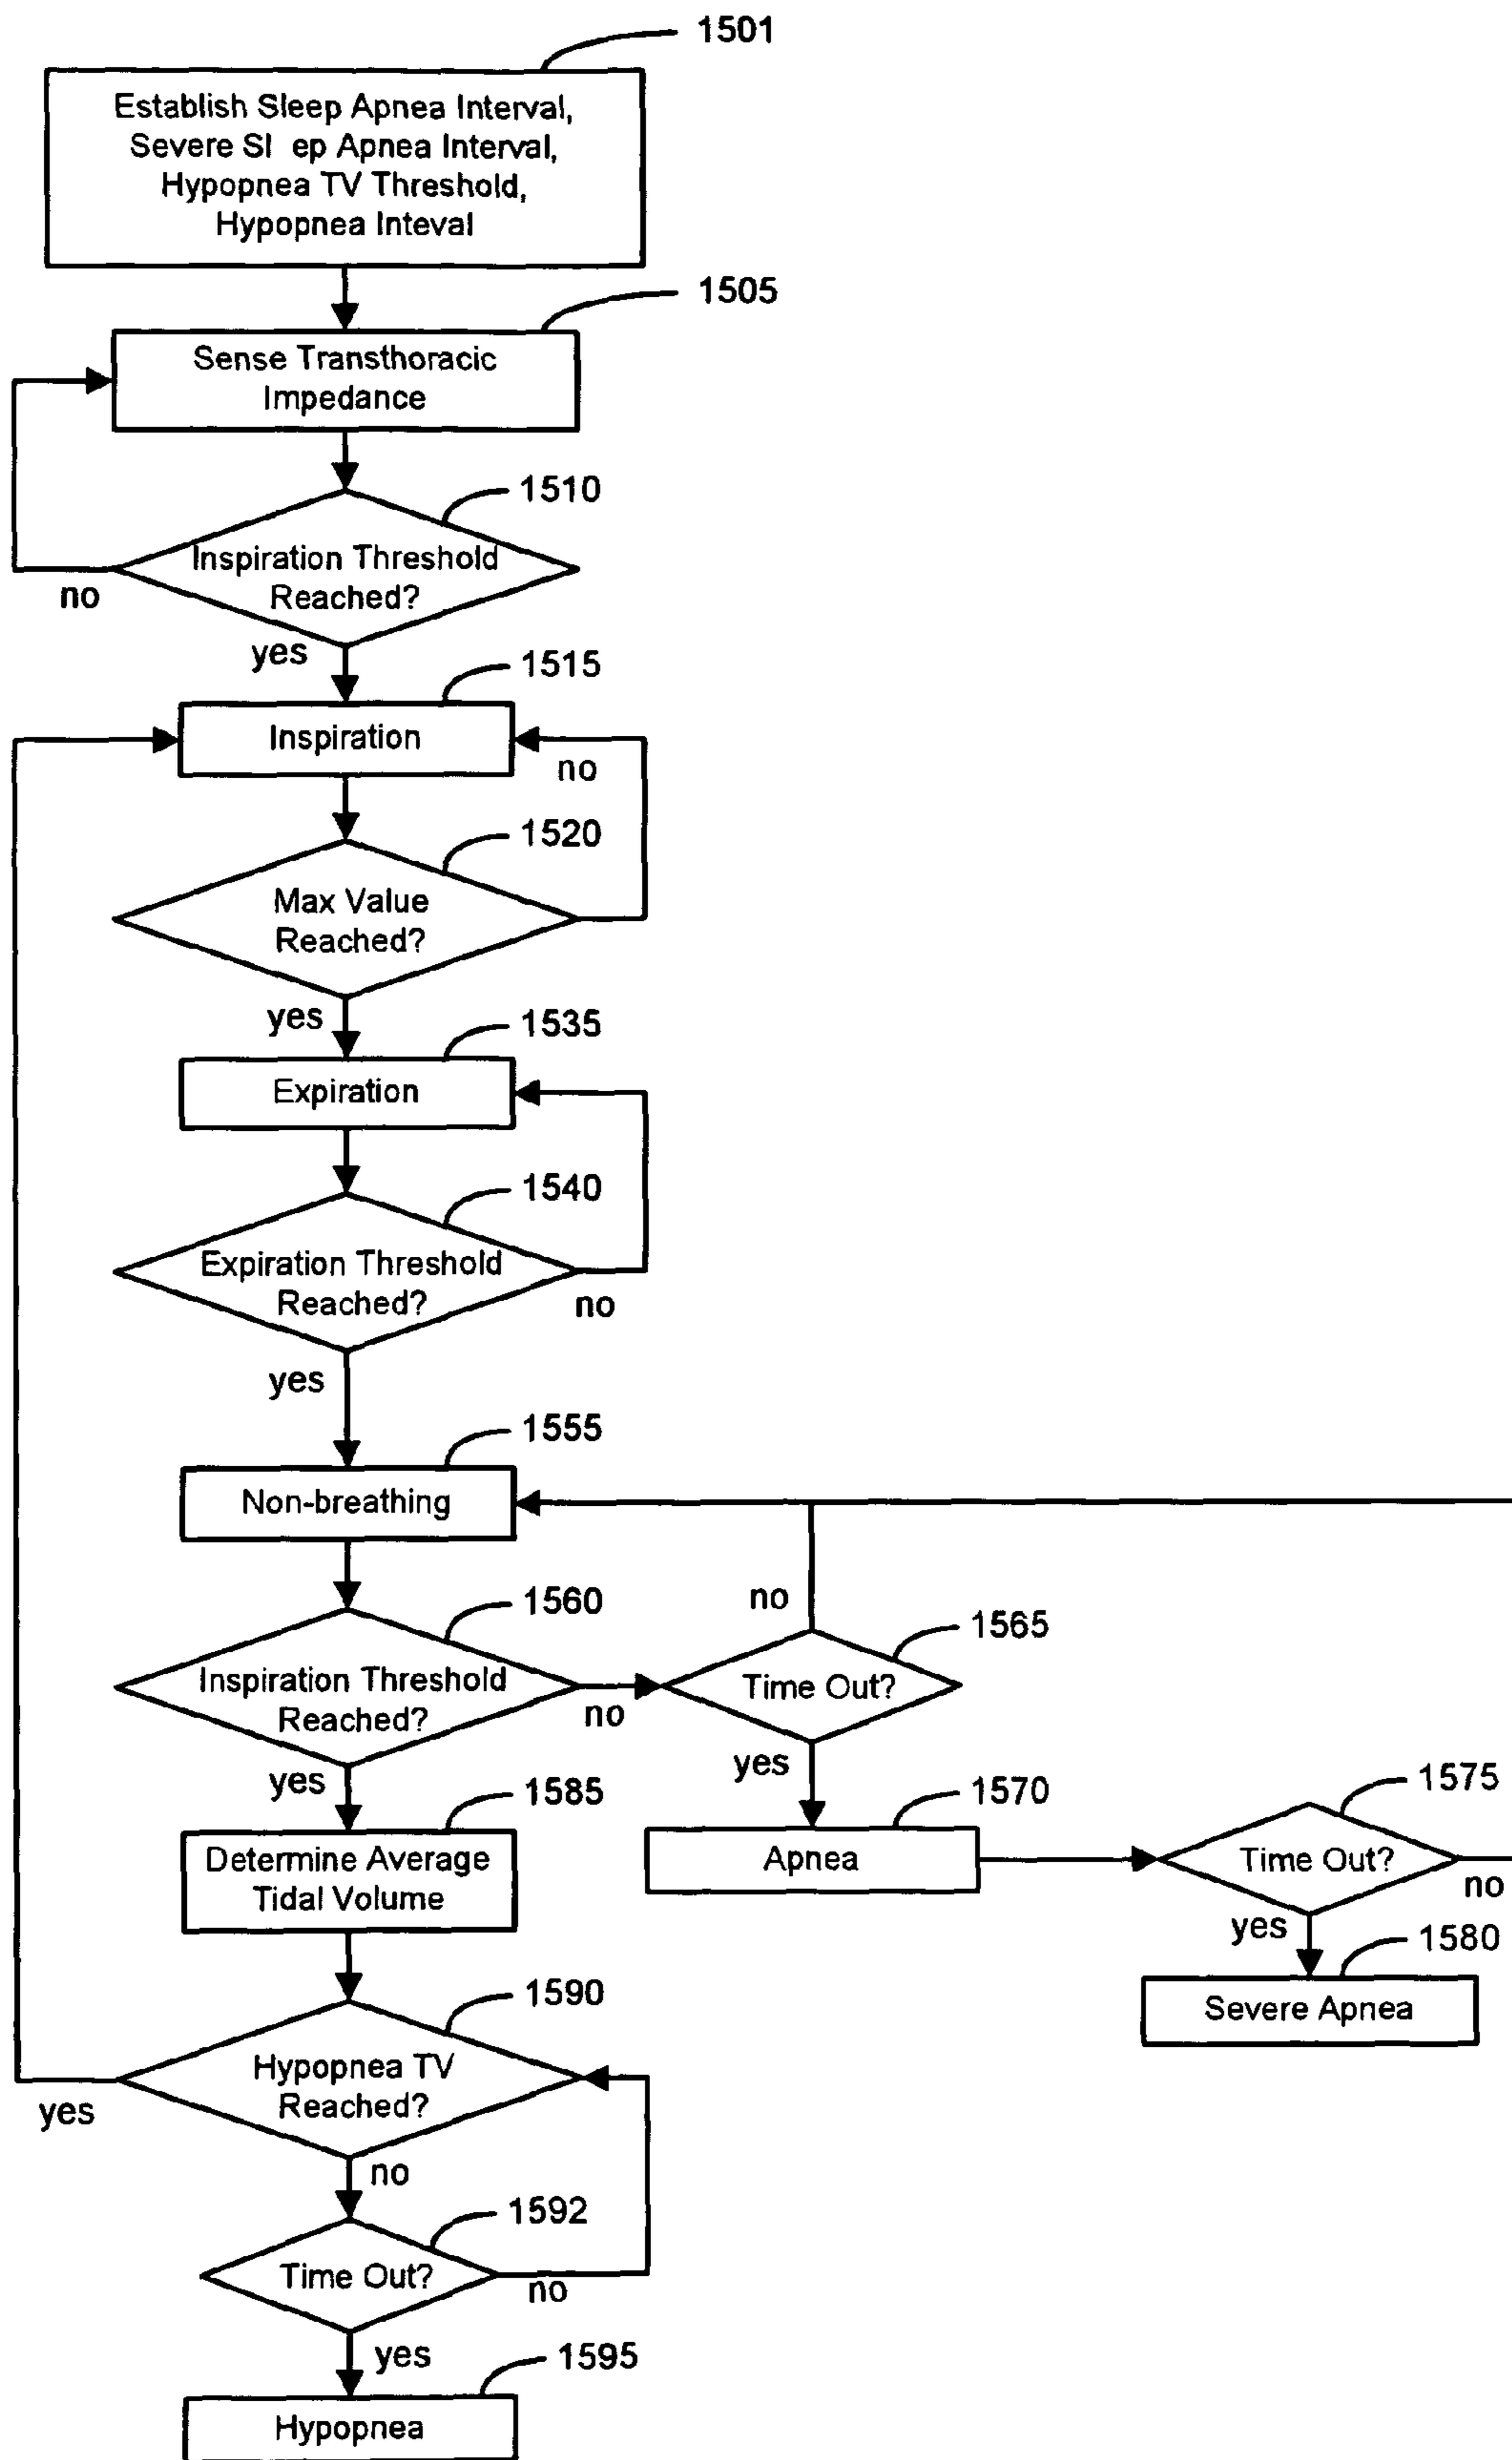 1501
Establish Sleep Apnea Interval,
Severe Sl ep Apnea Interval,
Hypopnea TV Threshold,
Hypopnea Inteval
1505
Sense Transthoracic
Impedance
1510
Inspiration Threshold
Reached?
no
yes
1515
Inspiration
no
1520
Max Value
Reached?
yes
1535
Expiration
1540
Expiration Threshold
Reached?
no
yes
1555
Non-breathing
1560
Inspiration Threshold
Reached?
no
no
1565
Time Out?
yes
yes
1585
Determine Average
Tidal Volume
1570
Apnea
1575
Time Out?
no
yes
1580
Severe Apnea
1590
Hypopnea TV
Reached?
yes
no
1592
Time Out?
no
yes
1595
Hypopnea